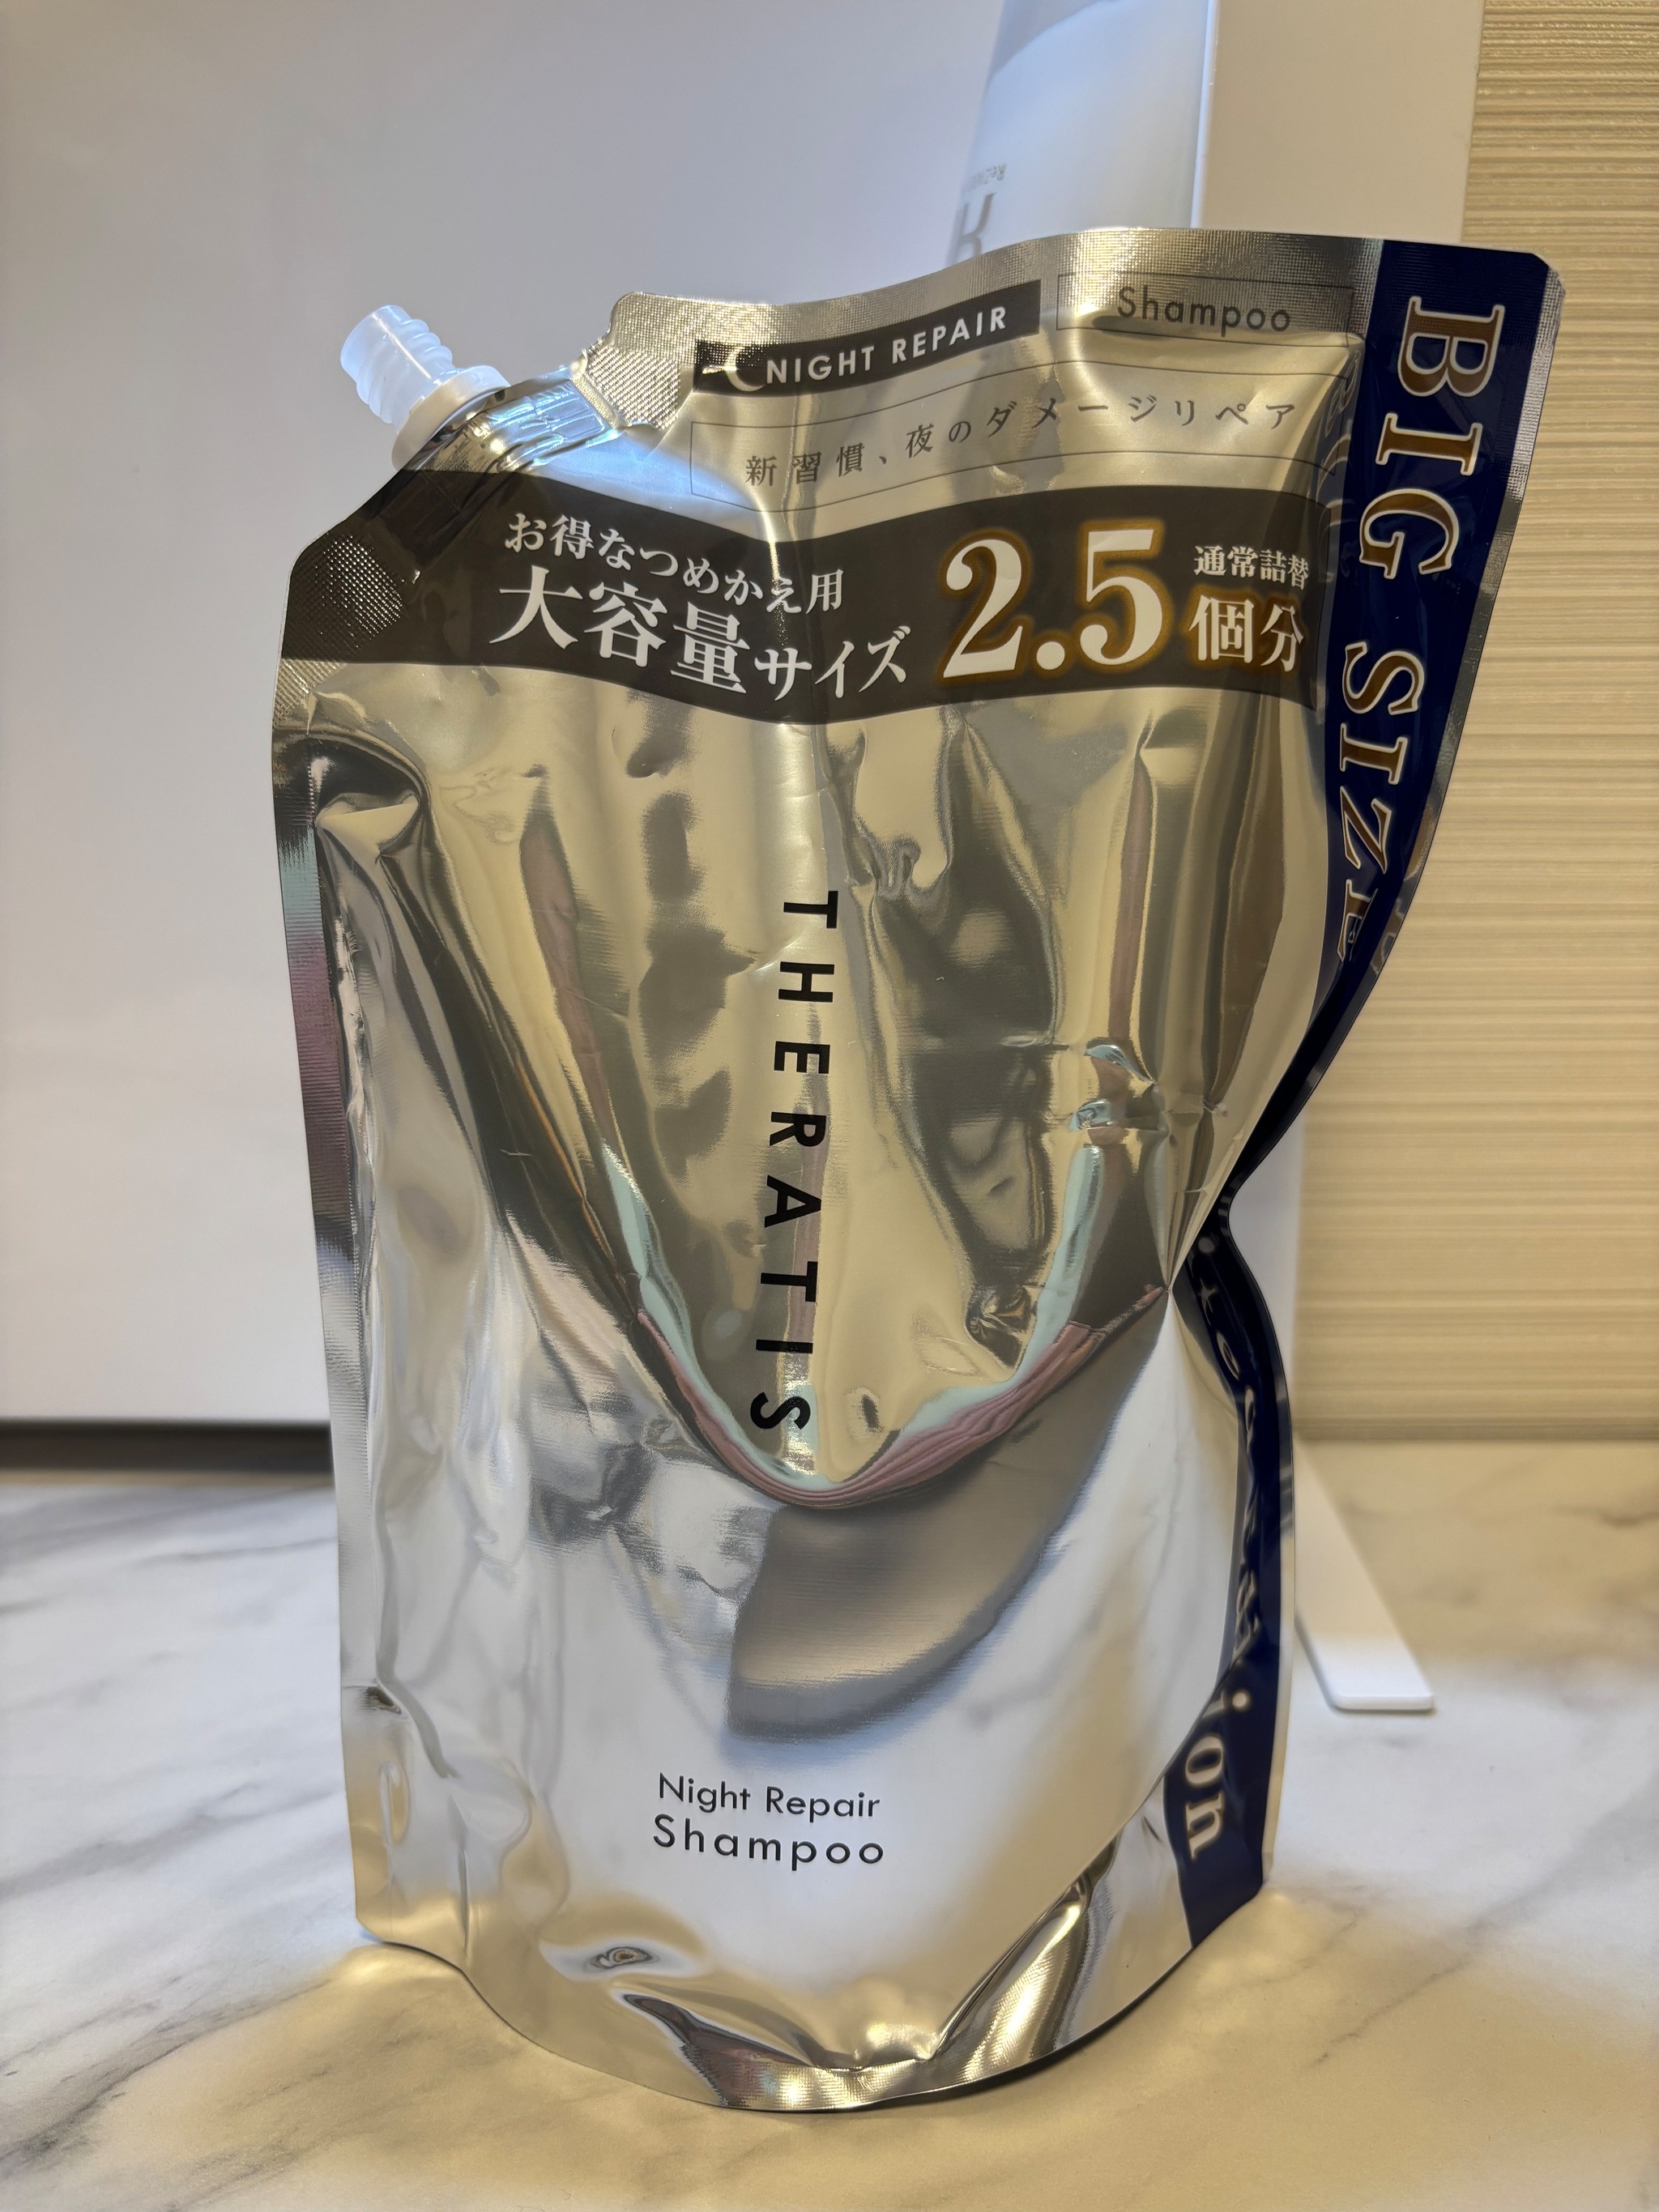 NIGHT REPAIR
Shampoo
新習慣、夜のダメージリペア
お得なつめかえ用
大容量サイズ
2.5
通常詰替
個分
BIG SIZE
THERATIS
Night Repair
Shampoo